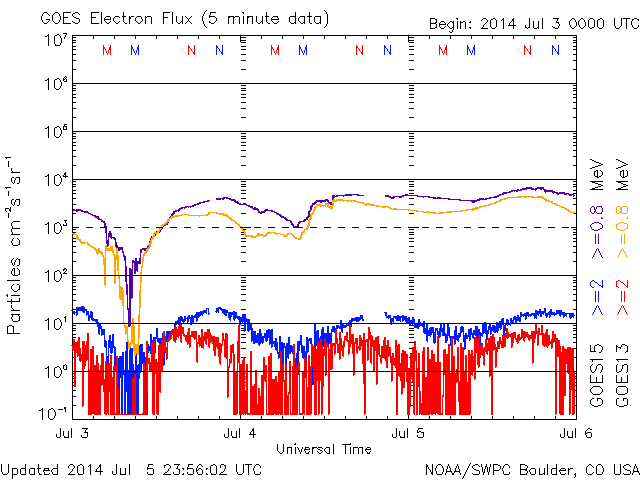 GOES Electron Flux (5 minute data)
Begin: 2014 Jul 3 0000 UTC
10⁷
M M N N M M N N M M N N
10⁶
10⁵
10⁴
10³
10²
10¹
10⁰
10⁻¹
Particles cm⁻²s⁻¹sr⁻¹
GOES15 >=2 >=0.8 MeV
GOES13 >=2 >=0.8 MeV
Jul 3 Jul 4 Jul 5 Jul 6
Universal Time
Updated 2014 Jul 5 23:56:02 UTC
NOAA/SWPC Boulder, CO USA